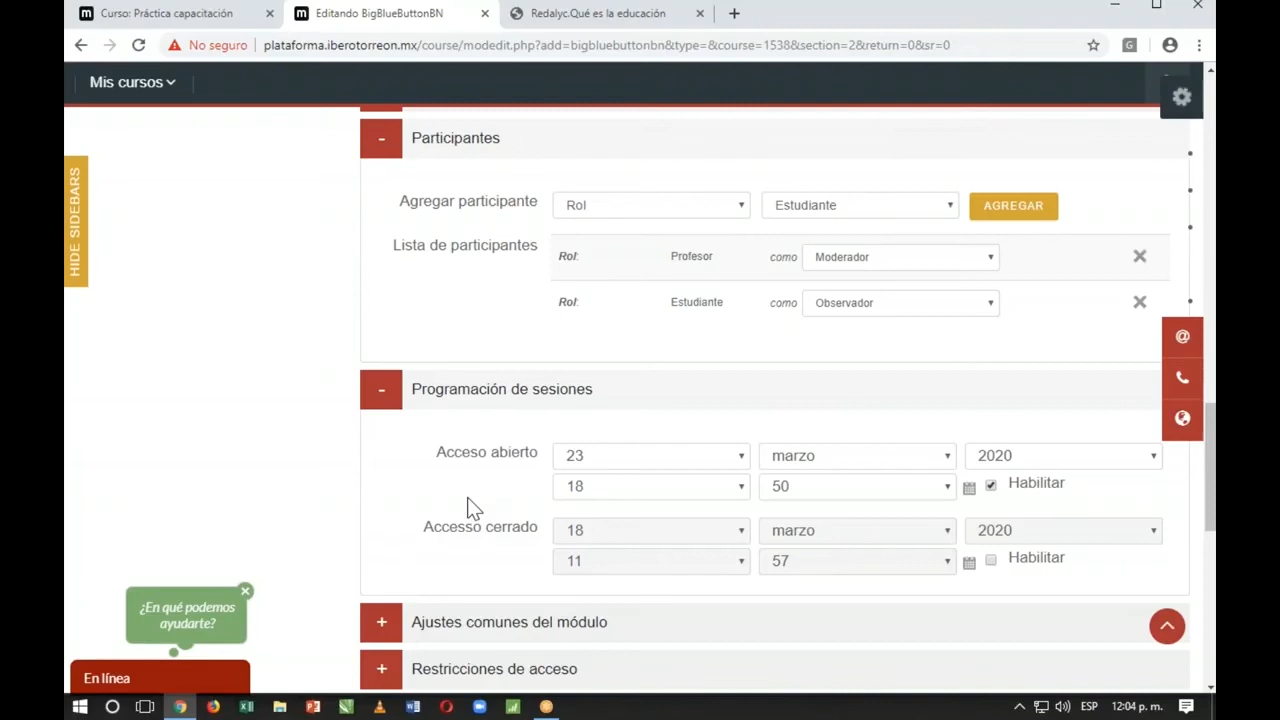 Curso: Práctica capacitación
Editando BigBlueButtonBN
Redalyc.Qué es la educación
No seguro
plataforma.iberotorreon.mx/course/modedit.php?add=bigbluebuttonbn&type=&course=1538&section=2&return=0&sr=0
Mis cursos
HIDE SIDEBARS
- Participantes
Agregar participante Rol Estudiante AGREGAR
Lista de participantes Rol: Profesor como Moderador
Rol: Estudiante como Observador
- Programación de sesiones
Acceso abierto 23 marzo 2020
18 50 Habilitar
Accesso cerrado 18 marzo 2020
11 57 Habilitar
+ Ajustes comunes del módulo
+ Restricciones de acceso
¿En qué podemos
ayudarte?
En línea
ESP 12:04 p. m.